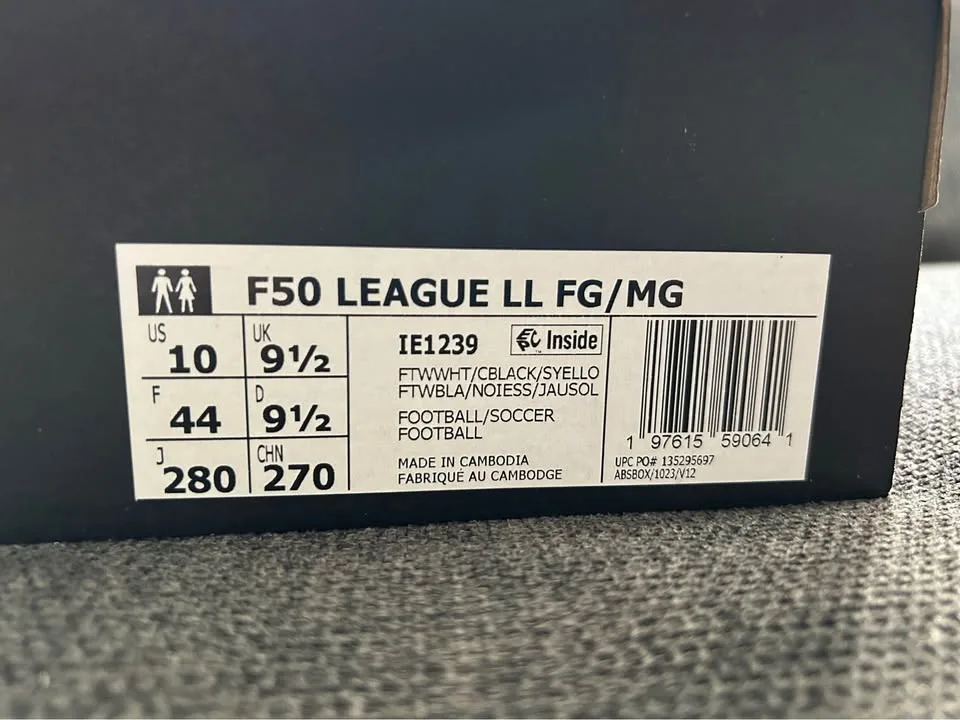 F50 LEAGUE LL FG/MG
US 10 UK 9½
F 44 D 9½
J 280 CHN 270
IE1239 Inside
FTWWHT/CBLACK/SYELLO
FTWBLA/NOIESS/JAUSOL
FOOTBALL/SOCCER
FOOTBALL
MADE IN CAMBODIA
FABRIQUÉ AU CAMBODGE
1 97615 59064 1
UPC PO# 135295697
ABSBOX/1023/V12